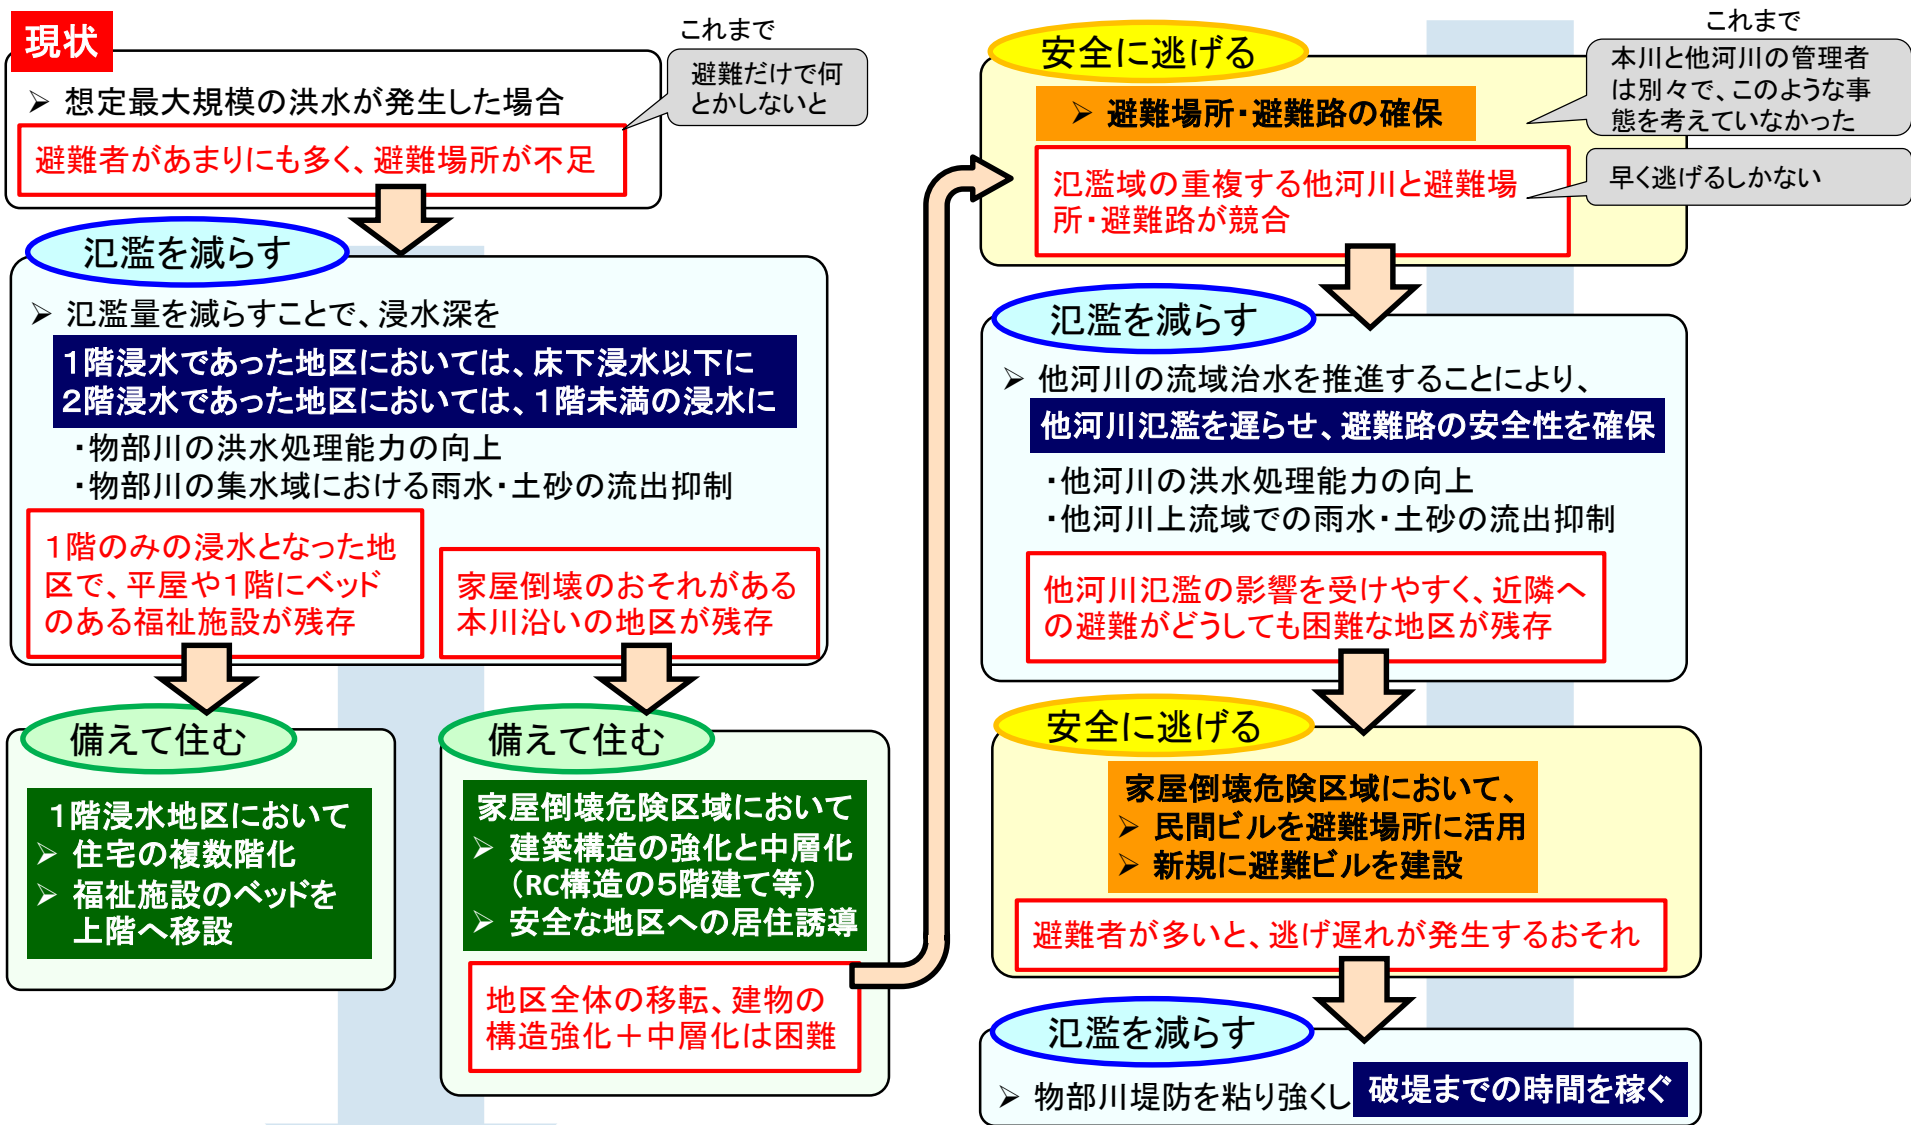 現状
これまで
避難だけで何
とかしないと
➢ 想定最大規模の洪水が発生した場合
避難者があまりにも多く、避難場所が不足
氾濫を減らす
➢ 氾濫量を減らすことで、浸水深を
1階浸水であった地区においては、床下浸水以下に
2階浸水であった地区においては、1階未満の浸水に
・物部川の洪水処理能力の向上
・物部川の集水域における雨水・土砂の流出抑制
1階のみの浸水となった地
区で、平屋や1階にベッド
のある福祉施設が残存
家屋倒壊のおそれがある
本川沿いの地区が残存
備えて住む
1階浸水地区において
➢ 住宅の複数階化
➢ 福祉施設のベッドを
上階へ移設
備えて住む
家屋倒壊危険区域において
➢ 建築構造の強化と中層化
（RC構造の5階建て等）
➢ 安全な地区への居住誘導
地区全体の移転、建物の
構造強化＋中層化は困難
安全に逃げる
これまで
本川と他河川の管理者
は別々で、このような事
態を考えていなかった
➢ 避難場所・避難路の確保
早く逃げるしかない
氾濫域の重複する他河川と避難場
所・避難路が競合
氾濫を減らす
➢ 他河川の流域治水を推進することにより、
他河川氾濫を遅らせ、避難路の安全性を確保
・他河川の洪水処理能力の向上
・他河川上流域での雨水・土砂の流出抑制
他河川氾濫の影響を受けやすく、近隣へ
の避難がどうしても困難な地区が残存
安全に逃げる
家屋倒壊危険区域において、
➢ 民間ビルを避難場所に活用
➢ 新規に避難ビルを建設
避難者が多いと、逃げ遅れが発生するおそれ
氾濫を減らす
➢ 物部川堤防を粘り強くし 破堤までの時間を稼ぐ